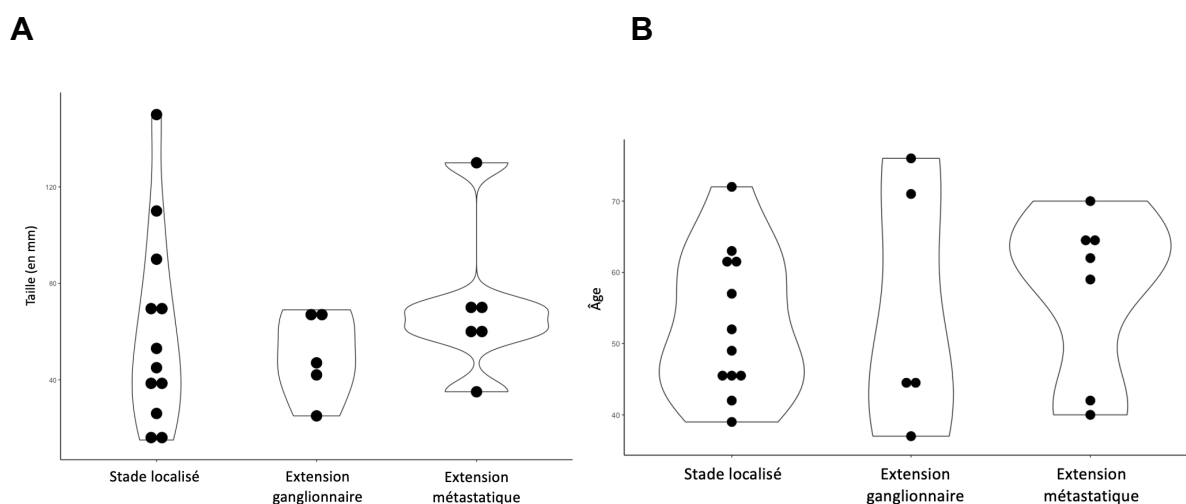 A
B
Taille (en mm)
120
80
40
Stade localisé
Extension
ganglionnaire
Extension
métastatique
Âge
70
60
50
40
Stade localisé
Extension
ganglionnaire
Extension
métastatique